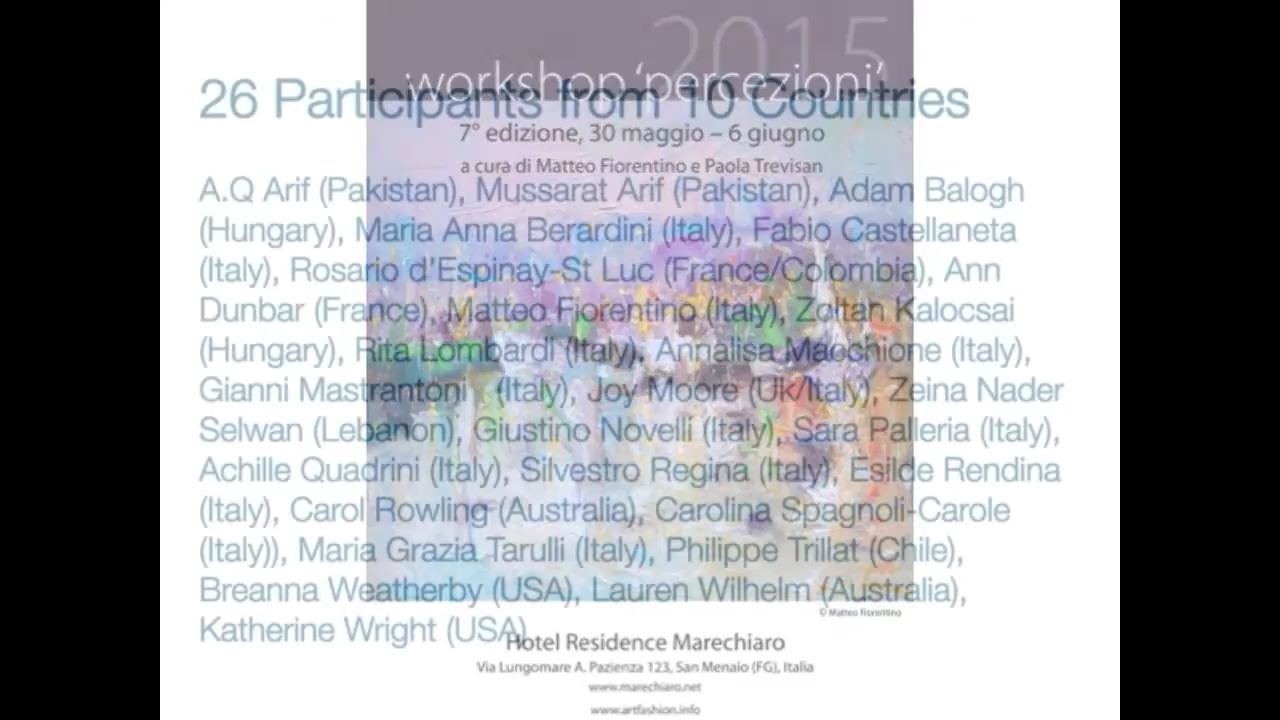 2015
workshop ‘percezioni’
26 Participants from 10 Countries
7° edizione, 30 maggio – 6 giugno
a cura di Matteo Fiorentino e Paola Trevisan
A.Q Arif (Pakistan), Mussarat Arif (Pakistan), Adam Balogh
(Hungary), Maria Anna Berardini (Italy), Fabio Castellaneta
(Italy), Rosario d’Espinay-St Luc (France/Colombia), Ann
Dunbar (France), Matteo Fiorentino (Italy), Zoltan Kalocsai
(Hungary), Rita Lombardi (Italy), Annalisa Macchione (Italy),
Gianni Mastrantoni (Italy), Joy Moore (Uk/Italy), Zeina Nader
Selwan (Lebanon), Giustino Novelli (Italy), Sara Palleria (Italy),
Achille Quadrini (Italy), Silvestro Regina (Italy), Esilde Rendina
(Italy), Carol Rowling (Australia), Carolina Spagnoli-Carole
(Italy)), Maria Grazia Tarulli (Italy), Philippe Trillat (Chile),
Breanna Weatherby (USA), Lauren Wilhelm (Australia),
© Matteo Fiorentino
Katherine Wright (USA)
Hotel Residence Marechiaro
Via Lungomare A. Pazienza 123, San Menaio (FG), Italia
www.marechiaro.net
www.artfashion.info